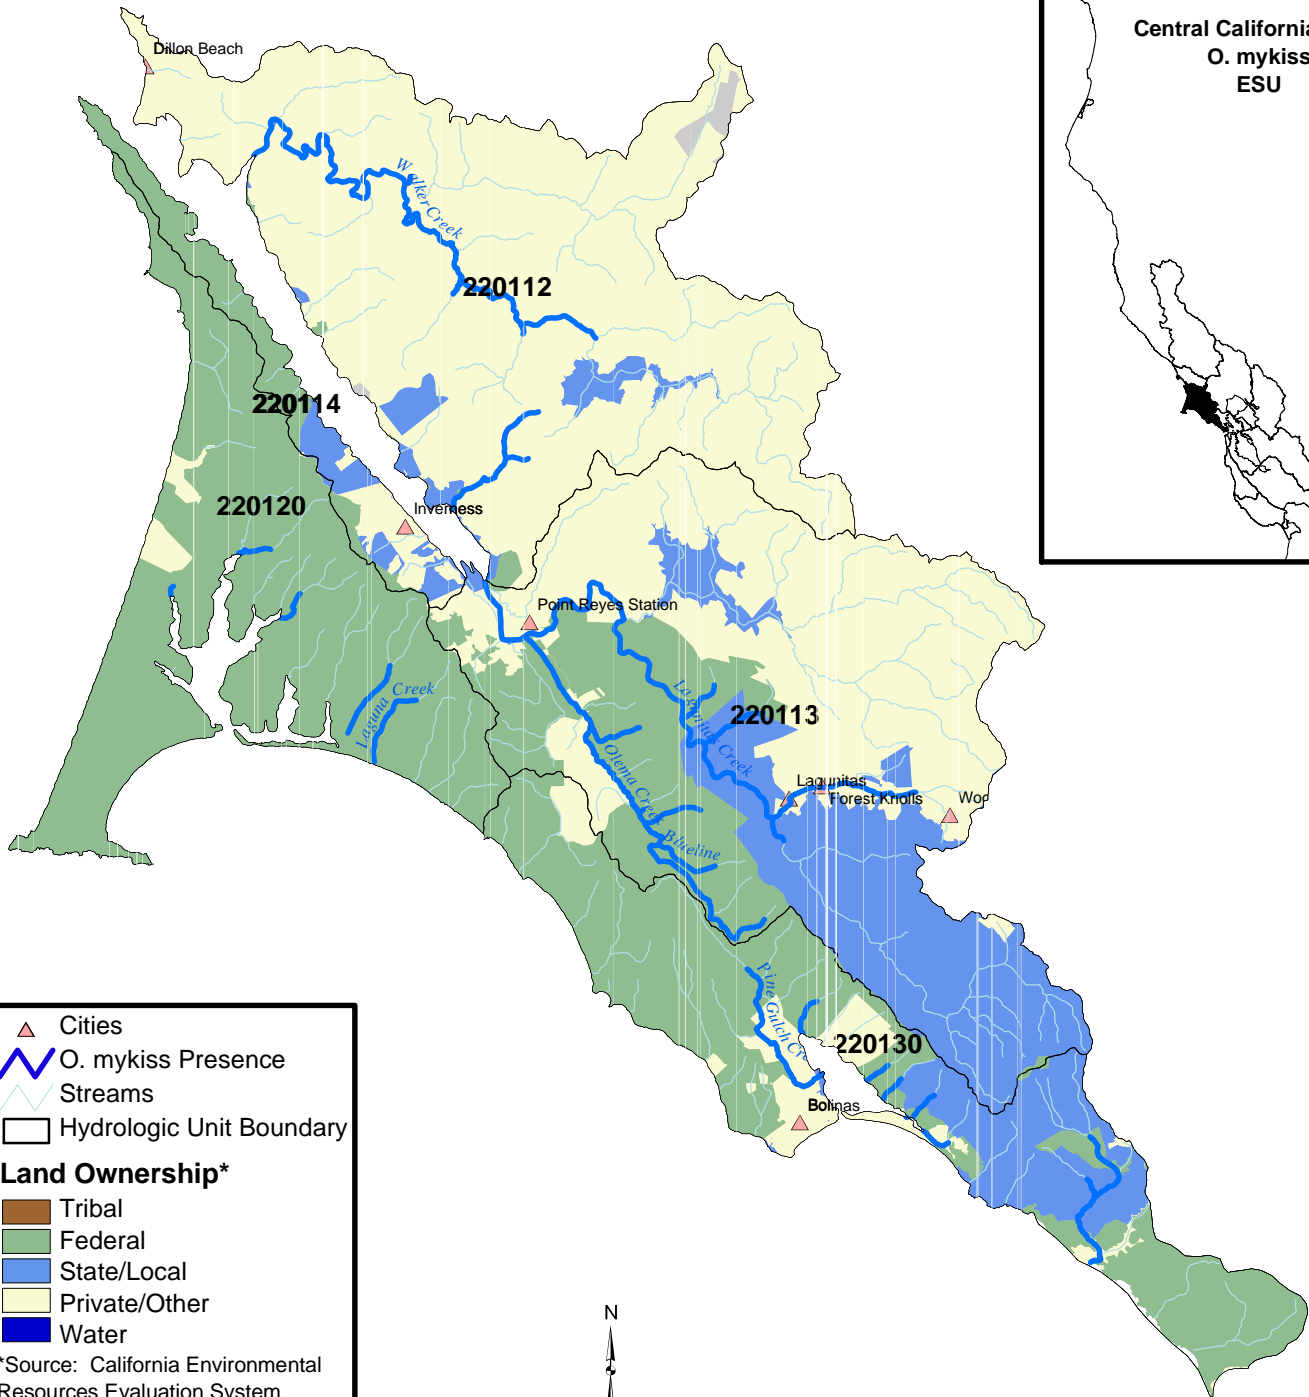 Central California
O. mykiss
ESU
Dillon Beach
Walker Creek
220112
220114
220120
Inverness
Point Reyes Station
Laguna Creek
Lagunitas Creek
220113
Olema Creek
Lagunitas
Forest Knolls
Woo
Blueline
Pine Gulch Cr
220130
Bolinas
Cities
O. mykiss Presence
Streams
Hydrologic Unit Boundary
Land Ownership*
Tribal
Federal
State/Local
Private/Other
Water
*Source: California Environmental
Resources Evaluation System
N